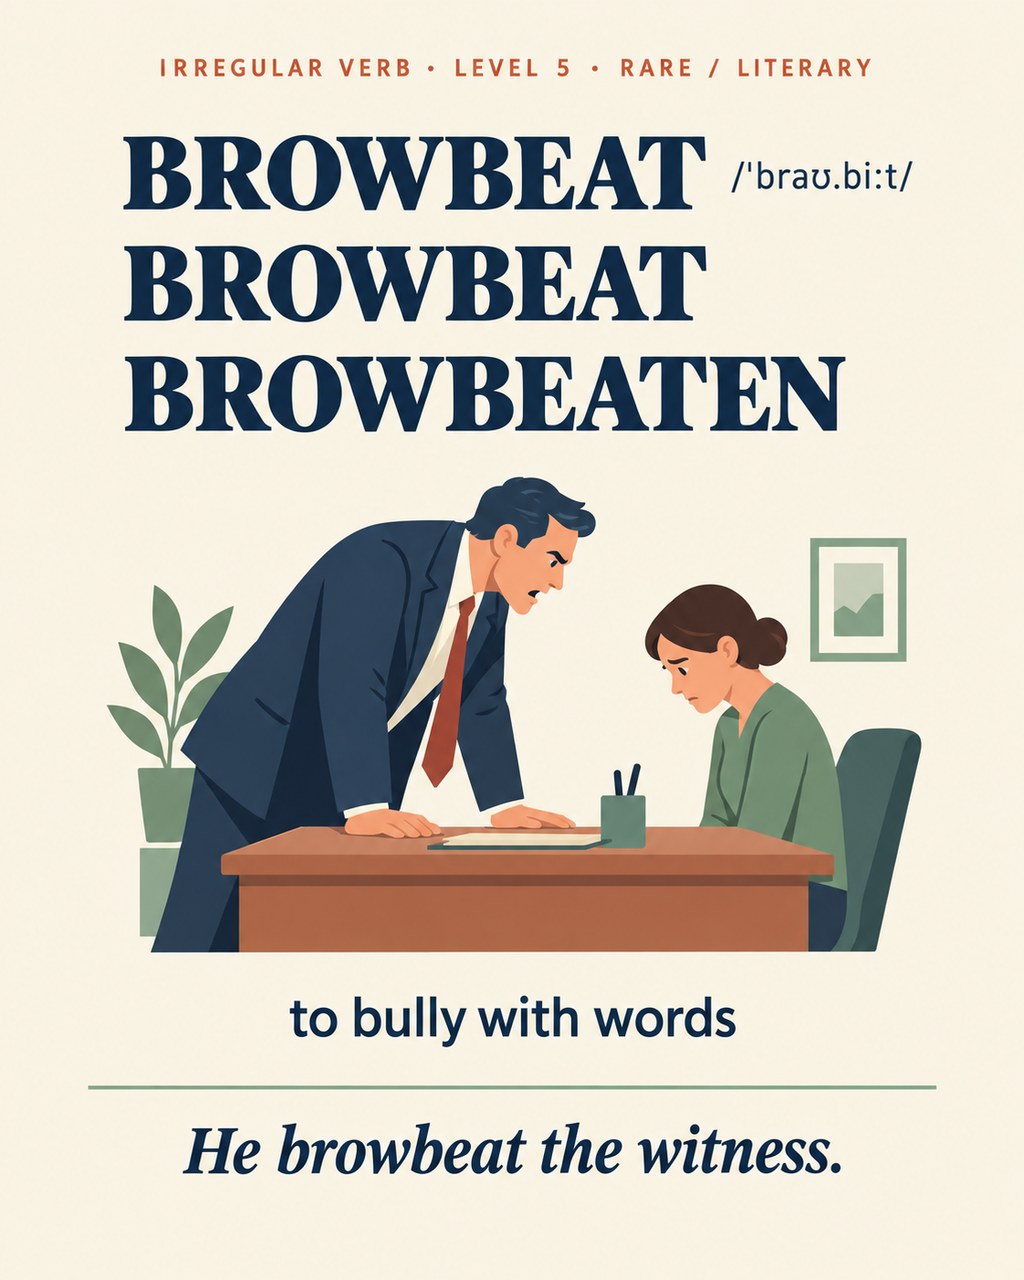 IRREGULAR VERB · LEVEL 5 · RARE / LITERARY
BROWBEAT /ˈbraʊ.biːt/
BROWBEAT
BROWBEATEN
to bully with words
He browbeat the witness.